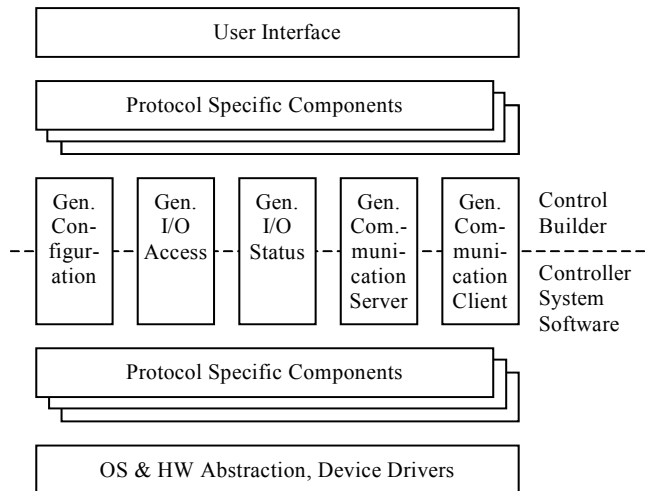 User Interface
Protocol Specific Components
Gen.
Con-
figur-
ation
Gen.
I/O
Access
Gen.
I/O
Status
Gen.
Com.-
muni-
cation
Server
Gen.
Com-
muni-
cation
Client
Control
Builder
Controller
System
Software
Protocol Specific Components
OS & HW Abstraction, Device Drivers